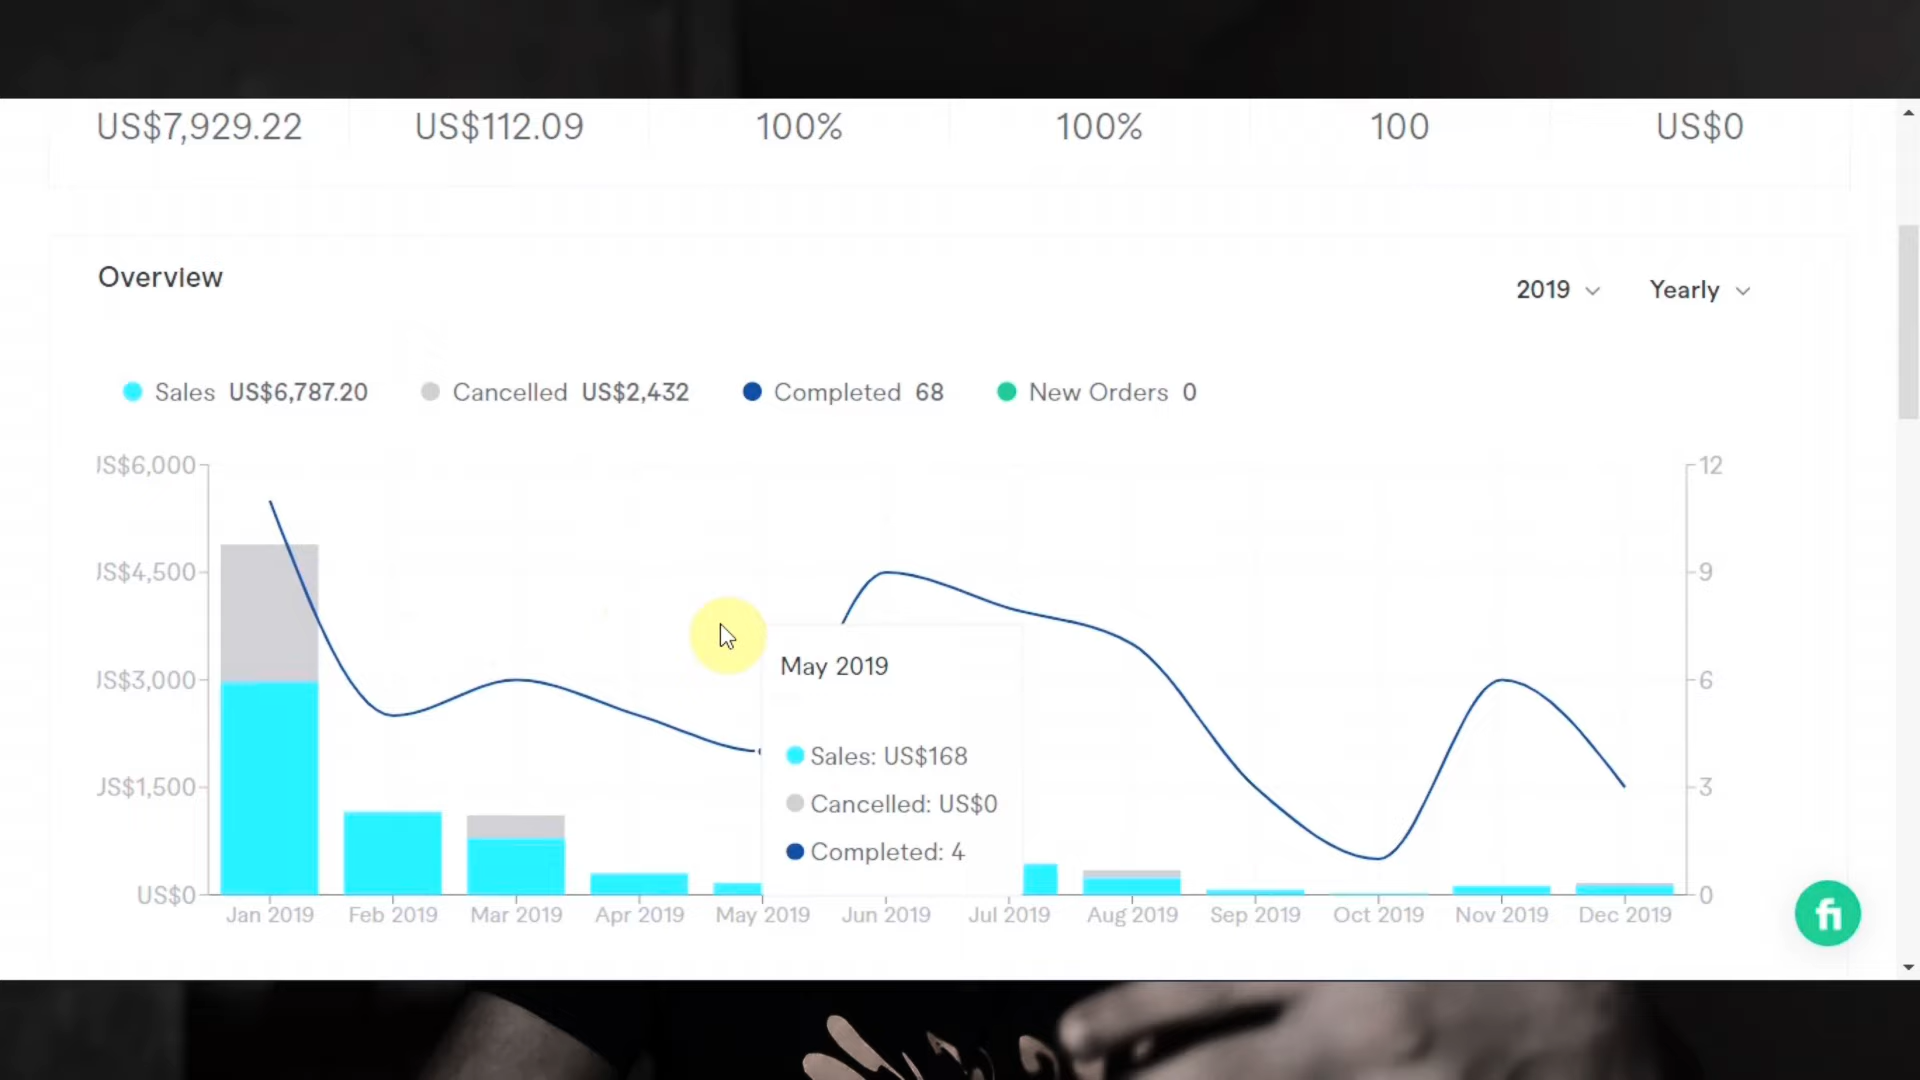 US$7,929.22 US$112.09 100% 100% 100 US$0
Overview
2019 Yearly
Sales US$6,787.20 Cancelled US$2,432 Completed 68 New Orders 0
US$6,000 12
US$4,500 9
US$3,000 6
US$1,500 3
US$0 0
May 2019
Sales: US$168
Cancelled: US$0
Completed: 4
Jan 2019 Feb 2019 Mar 2019 Apr 2019 May 2019 Jun 2019 Jul 2019 Aug 2019 Sep 2019 Oct 2019 Nov 2019 Dec 2019
fi